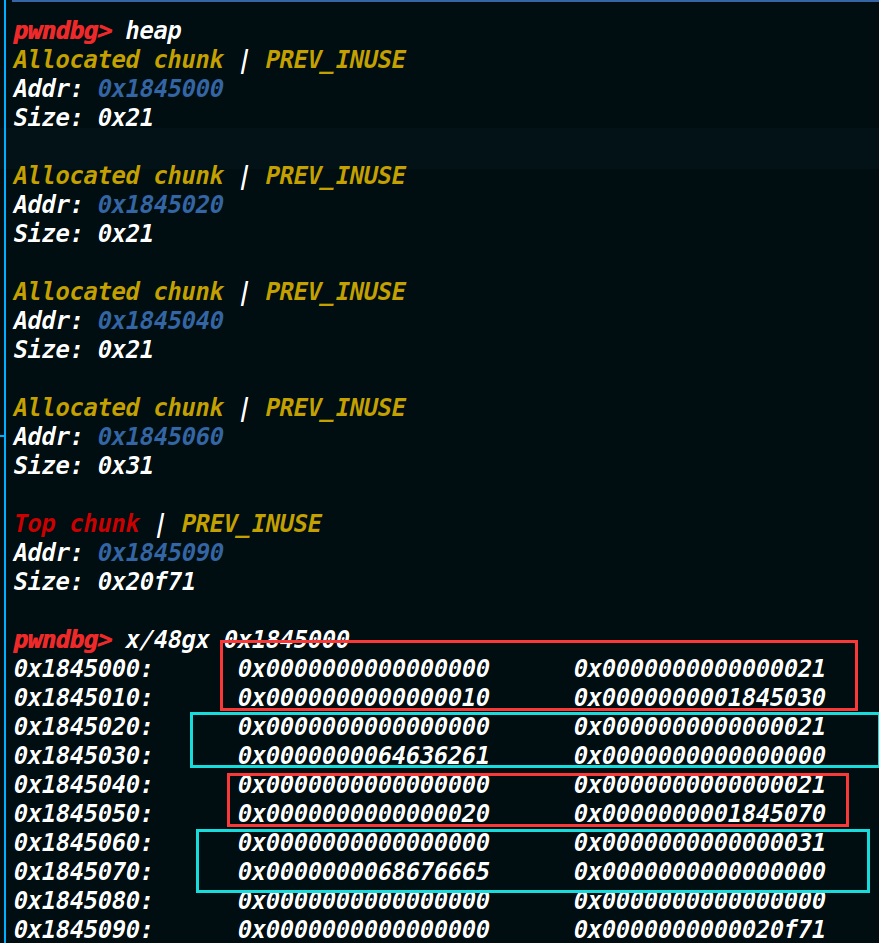 pwndbg> heap
Allocated chunk | PREV_INUSE
Addr: 0x1845000
Size: 0x21
Allocated chunk | PREV_INUSE
Addr: 0x1845020
Size: 0x21
Allocated chunk | PREV_INUSE
Addr: 0x1845040
Size: 0x21
Allocated chunk | PREV_INUSE
Addr: 0x1845060
Size: 0x31
Top chunk | PREV_INUSE
Addr: 0x1845090
Size: 0x20f71
pwndbg> x/48gx 0x1845000
0x1845000: 0x0000000000000000 0x0000000000000021
0x1845010: 0x0000000000000010 0x0000000001845030
0x1845020: 0x0000000000000000 0x0000000000000021
0x1845030: 0x0000000064636261 0x0000000000000000
0x1845040: 0x0000000000000000 0x0000000000000021
0x1845050: 0x0000000000000020 0x0000000001845070
0x1845060: 0x0000000000000000 0x0000000000000031
0x1845070: 0x0000000068676665 0x0000000000000000
0x1845080: 0x0000000000000000 0x0000000000000000
0x1845090: 0x0000000000000000 0x0000000000020f71